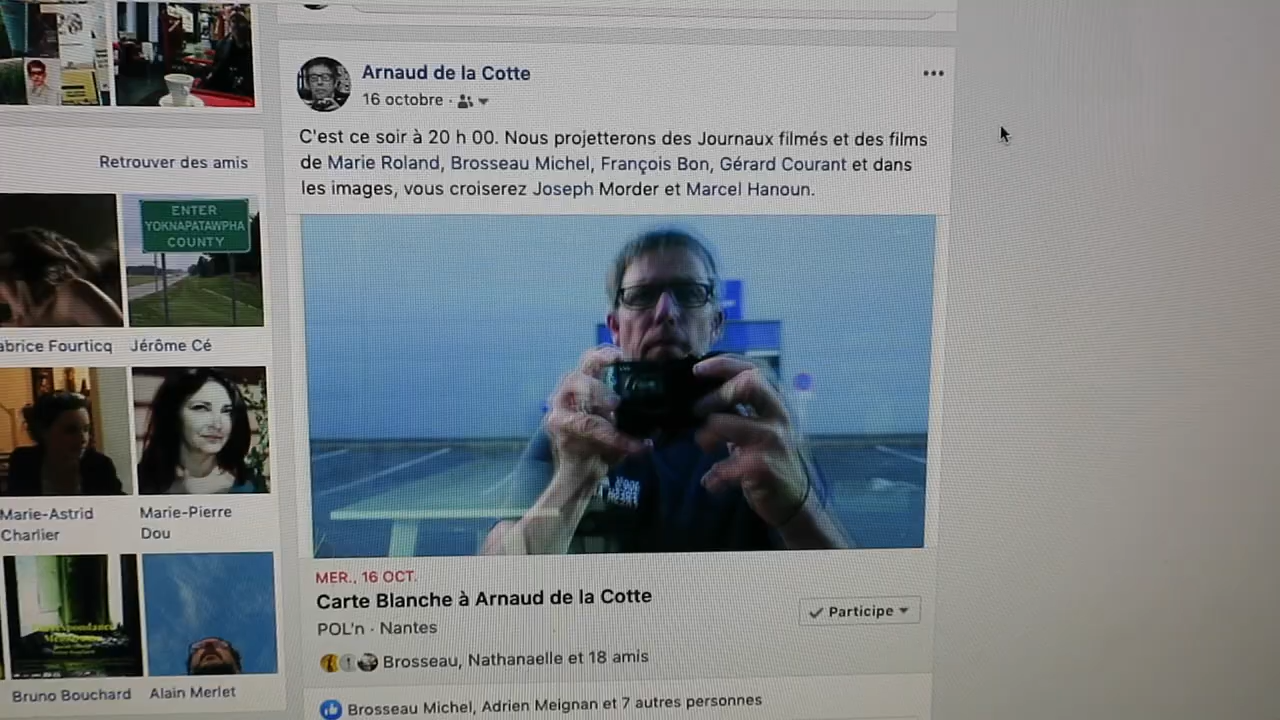 Arnaud de la Cotte
16 octobre ·
C'est ce soir à 20 h 00. Nous projetterons des Journaux filmés et des films
de Marie Roland, Brosseau Michel, François Bon, Gérard Courant et dans
les images, vous croiserez Joseph Morder et Marcel Hanoun.
MER., 16 OCT.
Carte Blanche à Arnaud de la Cotte
POL'n · Nantes
Participe
Brosseau, Nathanaelle et 18 amis
Brosseau Michel, Adrien Meignan et 7 autres personnes
Retrouver des amis
ENTER
YOKNAPATAWPHA
COUNTY
abrice Fourticq
Jérôme Cé
Marie-Astrid
Charlier
Marie-Pierre
Dou
Bruno Bouchard
Alain Merlet